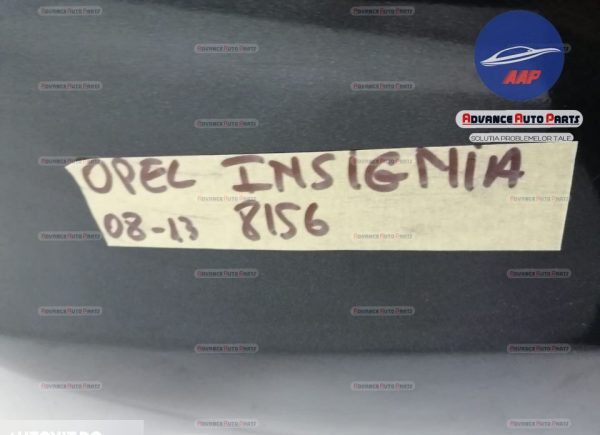 AAP
ADVANCE AUTO PARTS
SOLUTIA PROBLEMELOR TALE
OPEL INSIGNIA
08-13 8156